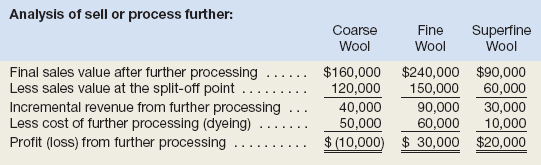 Analysis of sell or process further:
Coarse Wool Fine Wool Superfine Wool
Final sales value after further processing ...... $160,000 $240,000 $90,000
Less sales value at the split-off point ......... 120,000 150,000 60,000
Incremental revenue from further processing ... 40,000 90,000 30,000
Less cost of further processing (dyeing) ....... 50,000 60,000 10,000
Profit (loss) from further processing .......... $ (10,000) $ 30,000 $20,000